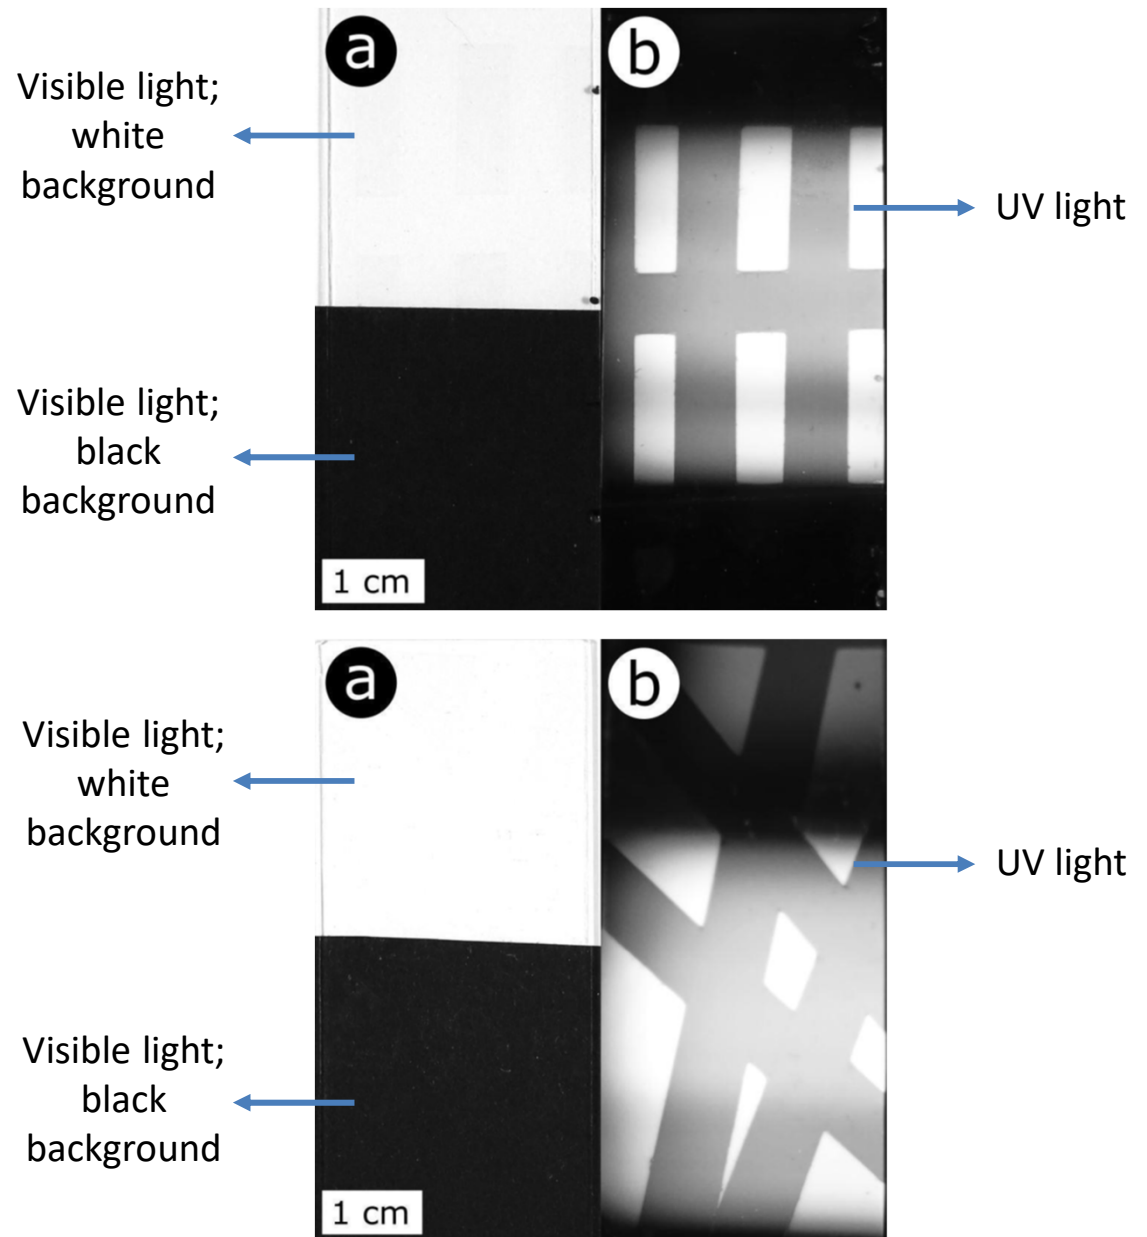 a
b
Visible light;
white
background
UV light
Visible light;
black
background
1 cm
a
b
Visible light;
white
background
UV light
Visible light;
black
background
1 cm